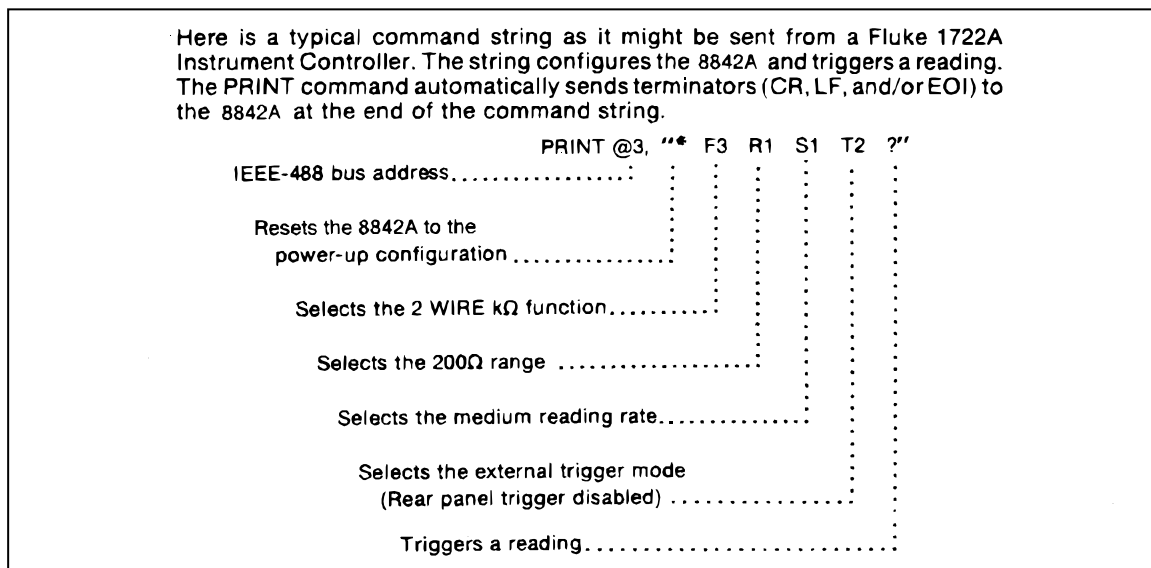 Here is a typical command string as it might be sent from a Fluke 1722A
Instrument Controller. The string configures the 8842A and triggers a reading.
The PRINT command automatically sends terminators (CR, LF, and/or EOI) to
the 8842A at the end of the command string.
PRINT @3, "* F3 R1 S1 T2 ?"
IEEE-488 bus address.................
Resets the 8842A to the
power-up configuration ..............
Selects the 2 WIRE kΩ function..........
Selects the 200Ω range .................
Selects the medium reading rate..............
Selects the external trigger mode
(Rear panel trigger disabled) .................
Triggers a reading..............................